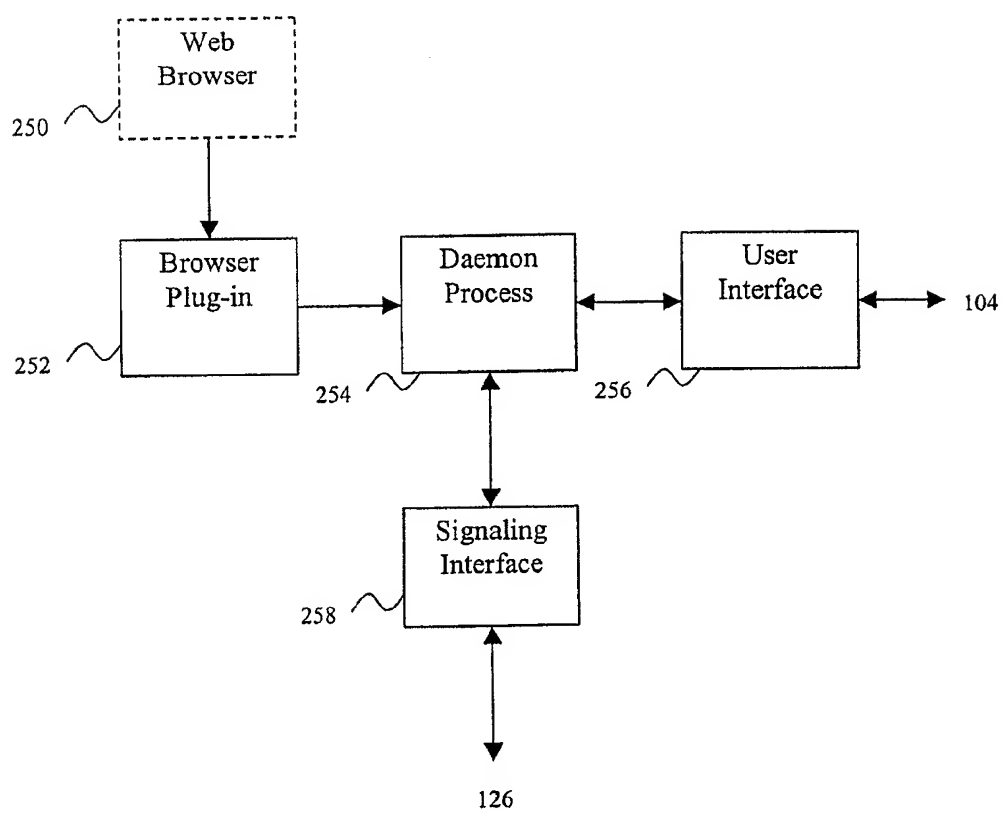 Web
Browser
250
Browser
Plug-in
252
Daemon
Process
254
User
Interface
256
104
Signaling
Interface
258
126